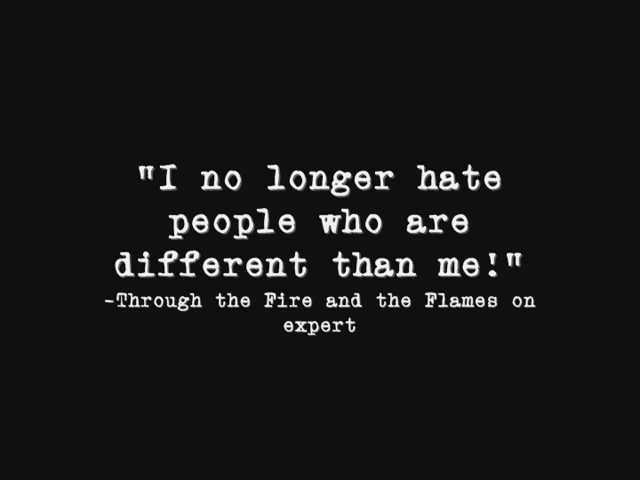 "I no longer hate
people who are
different than me!"
-Through the Fire and the Flames on
expert